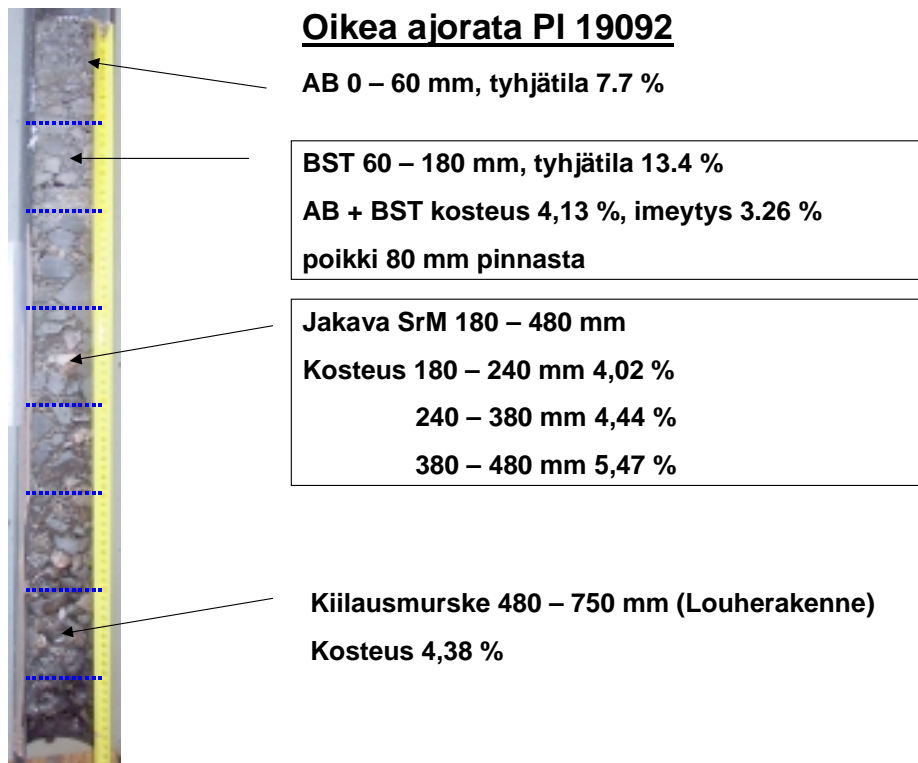 Oikea ajorata Pl 19092
AB 0 – 60 mm, tyhjätila 7.7 %
BST 60 – 180 mm, tyhjätila 13.4 %
AB + BST kosteus 4,13 %, imeytys 3.26 %
poikki 80 mm pinnasta
Jakava SrM 180 – 480 mm
Kosteus 180 – 240 mm 4,02 %
240 – 380 mm 4,44 %
380 – 480 mm 5,47 %
Kiilausmurske 480 – 750 mm (Louherakenne)
Kosteus 4,38 %